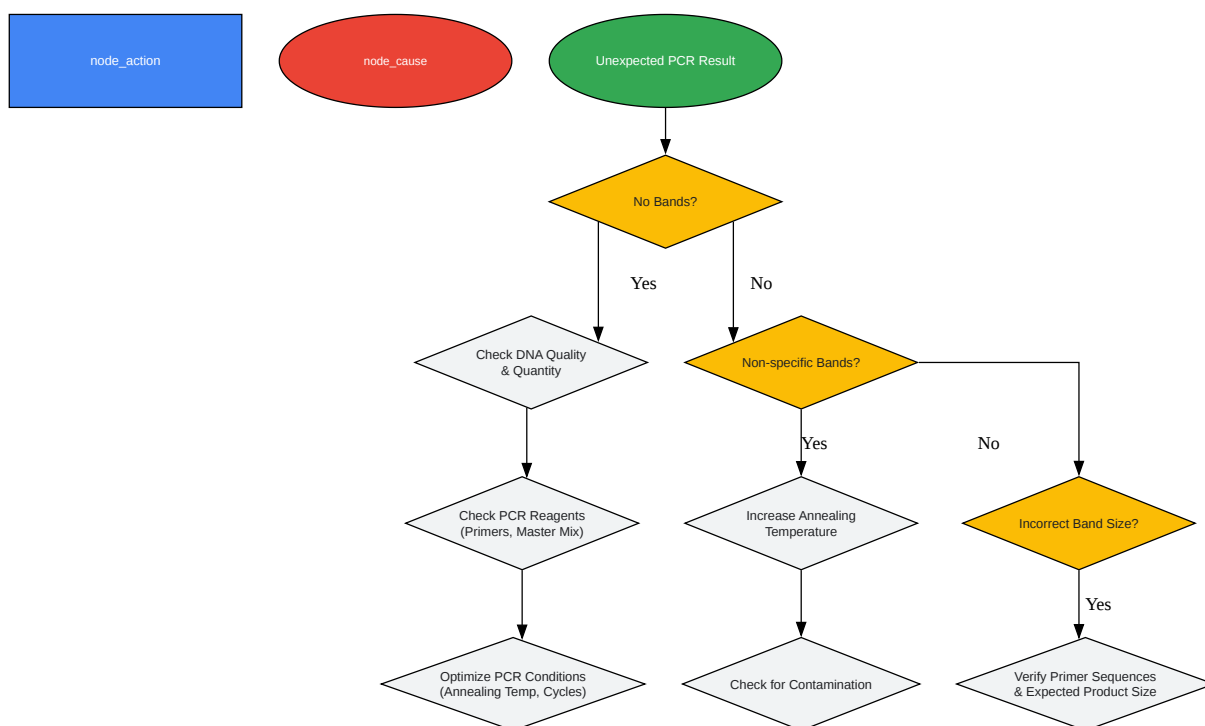 node_action
node_cause
Unexpected PCR Result
No Bands?
Yes
No
Check DNA Quality
& Quantity
Non-specific Bands?
Yes
No
Check PCR Reagents
(Primers, Master Mix)
Increase Annealing
Temperature
Incorrect Band Size?
Yes
Optimize PCR Conditions
(Annealing Temp, Cycles)
Check for Contamination
Verify Primer Sequences
& Expected Product Size